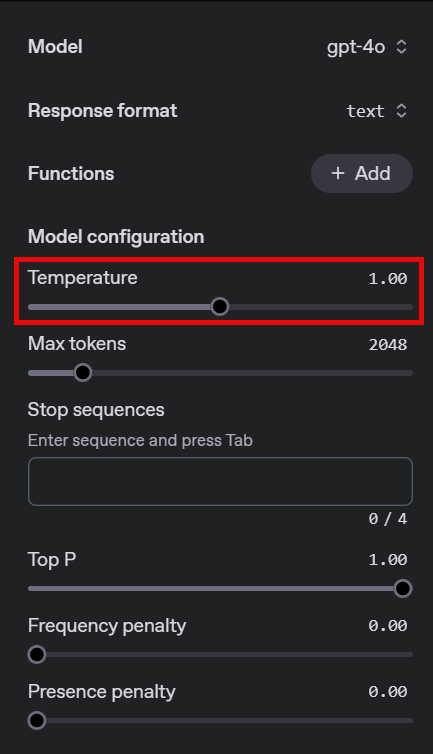 Model gpt-4o
Response format text
Functions + Add
Model configuration
Temperature 1.00
Max tokens 2048
Stop sequences
Enter sequence and press Tab
0 / 4
Top P 1.00
Frequency penalty 0.00
Presence penalty 0.00